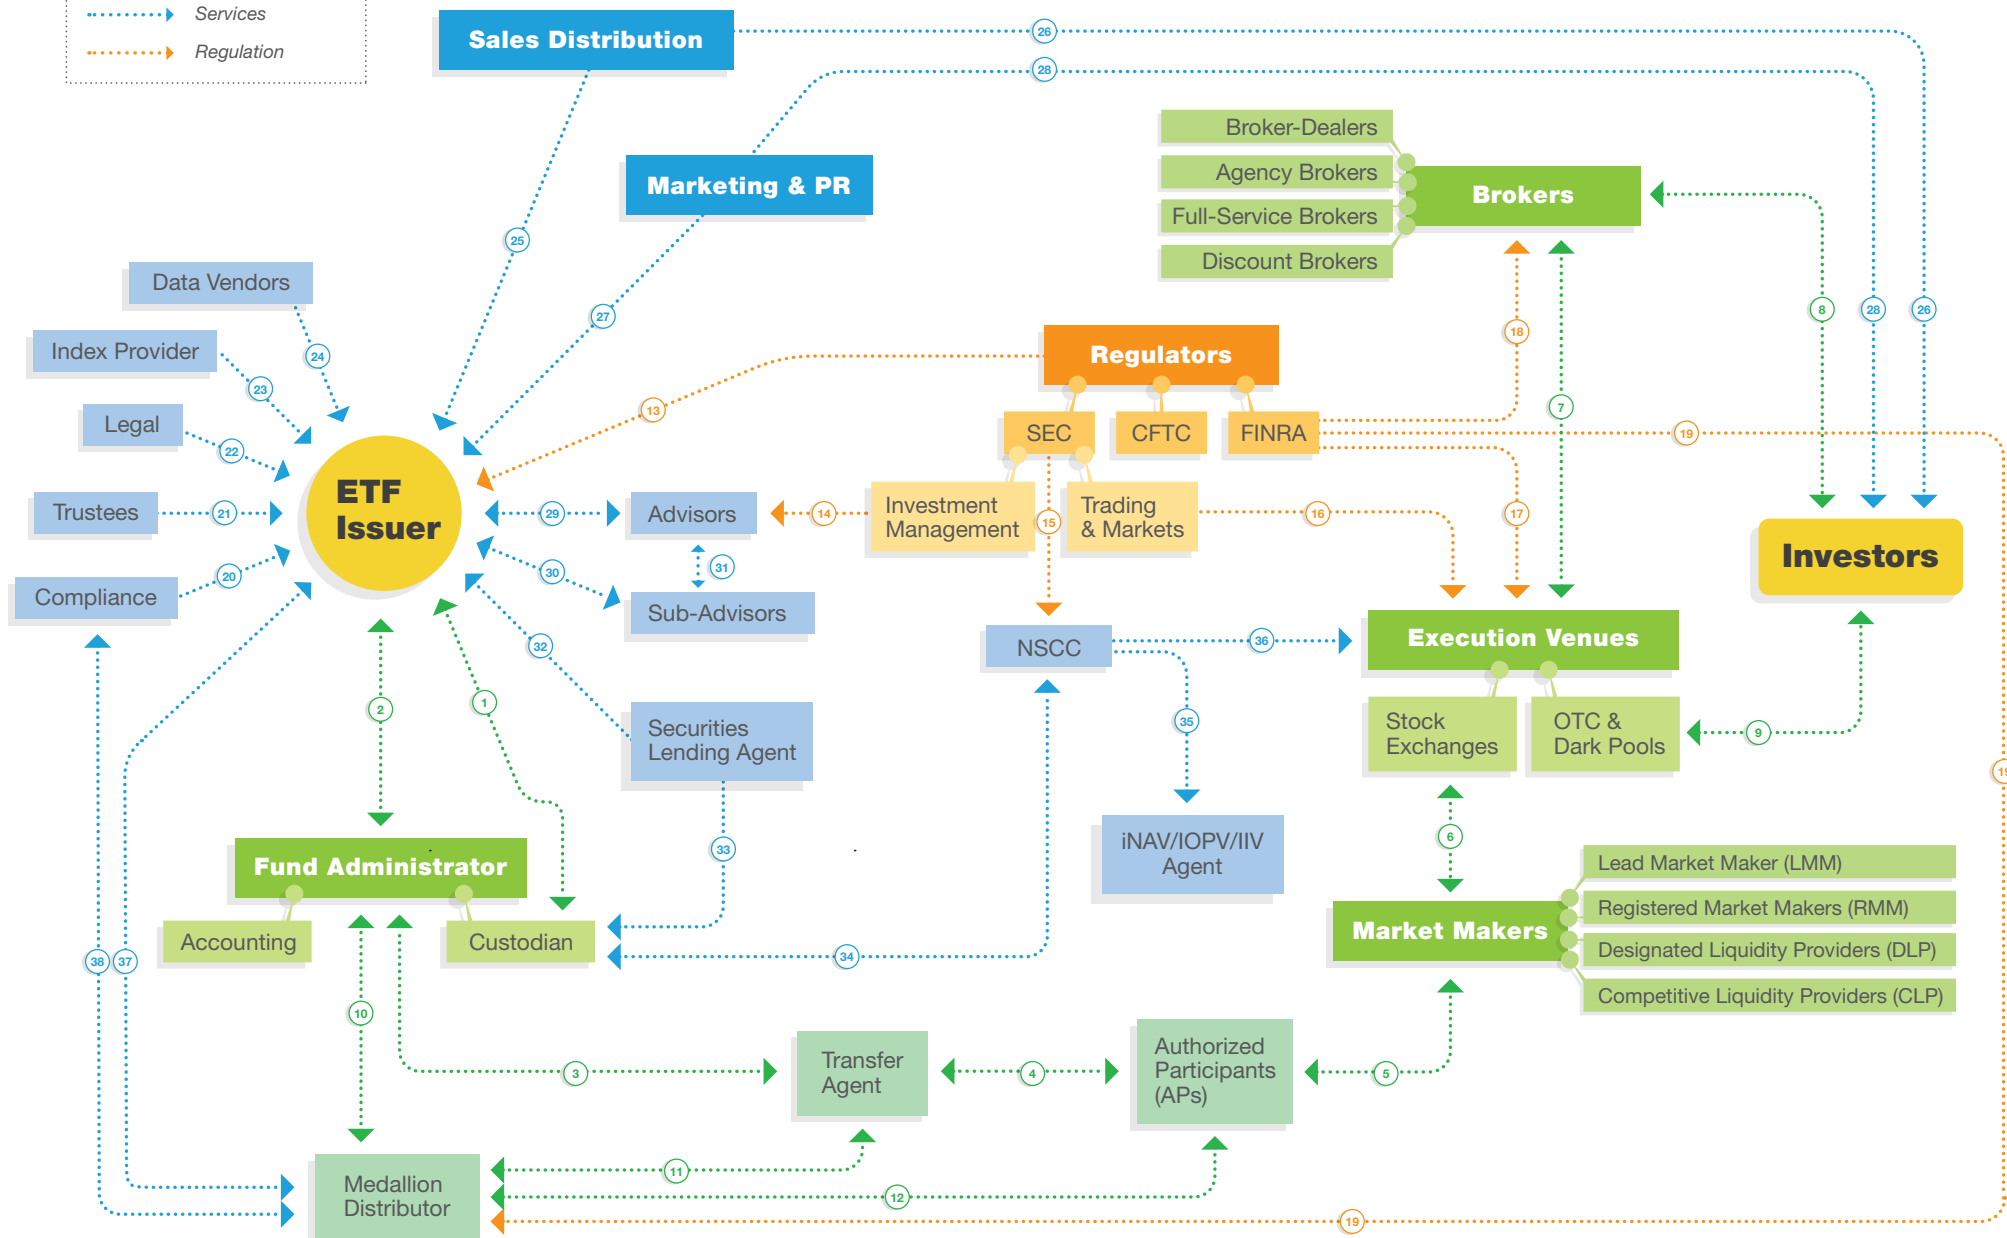 Services
Regulation
Sales Distribution
26
28
Broker-Dealers
Agency Brokers
Full-Service Brokers
Discount Brokers
Brokers
Marketing & PR
25
27
Data Vendors
Index Provider
Legal
Trustees
Compliance
24
23
22
21
20
ETF
Issuer
13
Regulators
SEC
CFTC
FINRA
18
7
8
28
26
19
Advisors
29
30
31
Sub-Advisors
14
Investment
Management
15
Trading
& Markets
16
17
Investors
32
NSCC
36
35
Execution Venues
Stock
Exchanges
OTC &
Dark Pools
9
19
2
1
Securities
Lending Agent
33
iNAV/IOPV/IIV
Agent
6
Fund Administrator
Accounting
Custodian
34
Market Makers
Lead Market Maker (LMM)
Registered Market Makers (RMM)
Designated Liquidity Providers (DLP)
Competitive Liquidity Providers (CLP)
38
37
10
3
Transfer
Agent
4
Authorized
Participants
(APs)
5
11
12
19
Medallion
Distributor